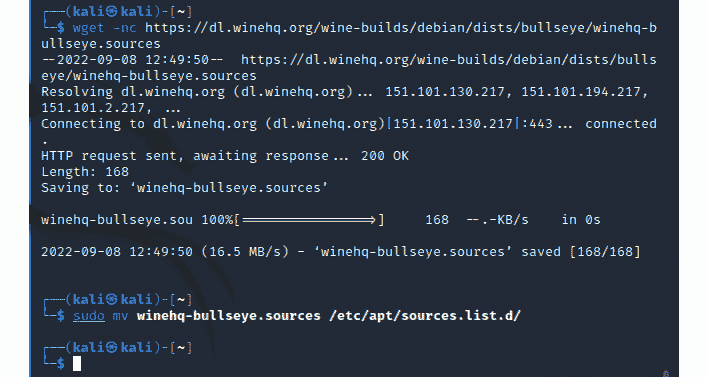 ┌──(kali㉿kali)-[~]
└─$ wget -nc https://dl.winehq.org/wine-builds/debian/dists/bullseye/winehq-b
ullseye.sources
--2022-09-08 12:49:50--  https://dl.winehq.org/wine-builds/debian/dists/bulls
eye/winehq-bullseye.sources
Resolving dl.winehq.org (dl.winehq.org)... 151.101.130.217, 151.101.194.217,
151.101.2.217, ...
Connecting to dl.winehq.org (dl.winehq.org)|151.101.130.217|:443... connected
.
HTTP request sent, awaiting response... 200 OK
Length: 168
Saving to: ‘winehq-bullseye.sources’

winehq-bullseye.sou 100%[=================>]     168  --.-KB/s    in 0s

2022-09-08 12:49:50 (16.5 MB/s) - ‘winehq-bullseye.sources’ saved [168/168]

┌──(kali㉿kali)-[~]
└─$ sudo mv winehq-bullseye.sources /etc/apt/sources.list.d/

┌──(kali㉿kali)-[~]
└─$